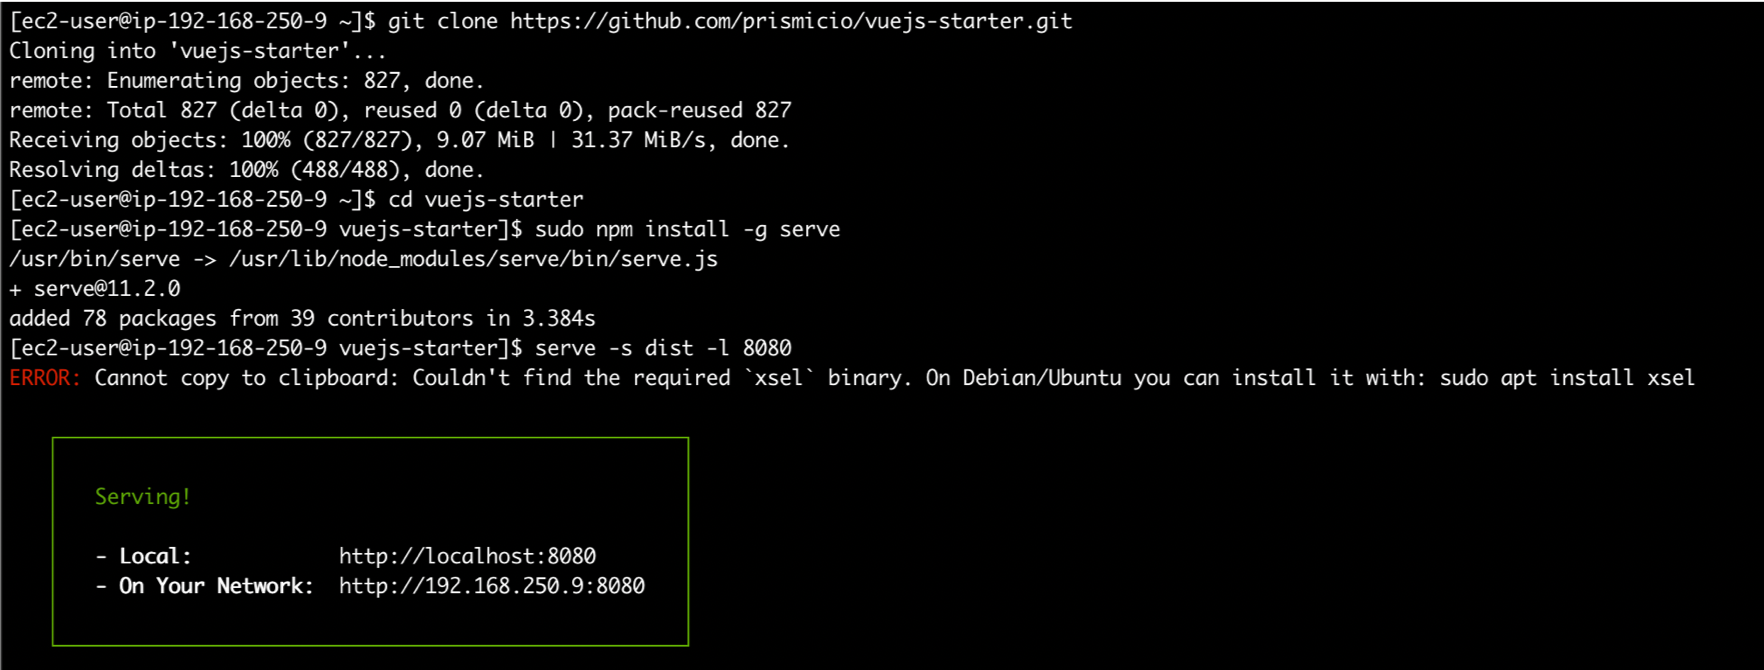 [ec2-user@ip-192-168-250-9 ~]$ git clone https://github.com/prismicio/vuejs-starter.git
Cloning into 'vuejs-starter'...
remote: Enumerating objects: 827, done.
remote: Total 827 (delta 0), reused 0 (delta 0), pack-reused 827
Receiving objects: 100% (827/827), 9.07 MiB | 31.37 MiB/s, done.
Resolving deltas: 100% (488/488), done.
[ec2-user@ip-192-168-250-9 ~]$ cd vuejs-starter
[ec2-user@ip-192-168-250-9 vuejs-starter]$ sudo npm install -g serve
/usr/bin/serve -> /usr/lib/node_modules/serve/bin/serve.js
+ serve@11.2.0
added 78 packages from 39 contributors in 3.384s
[ec2-user@ip-192-168-250-9 vuejs-starter]$ serve -s dist -l 8080
ERROR: Cannot copy to clipboard: Couldn't find the required `xsel` binary. On Debian/Ubuntu you can install it with: sudo apt install xsel
Serving!
- Local: http://localhost:8080
- On Your Network: http://192.168.250.9:8080